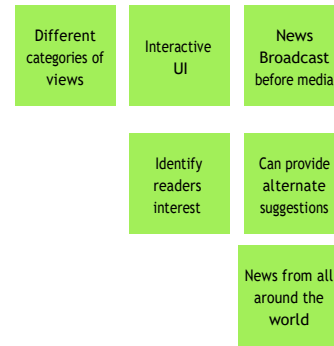 Different
categories of
views
Interactive
UI
News
Broadcast
before media
Identify
readers
interest
Can provide
alternate
suggestions
News from all
around the
world